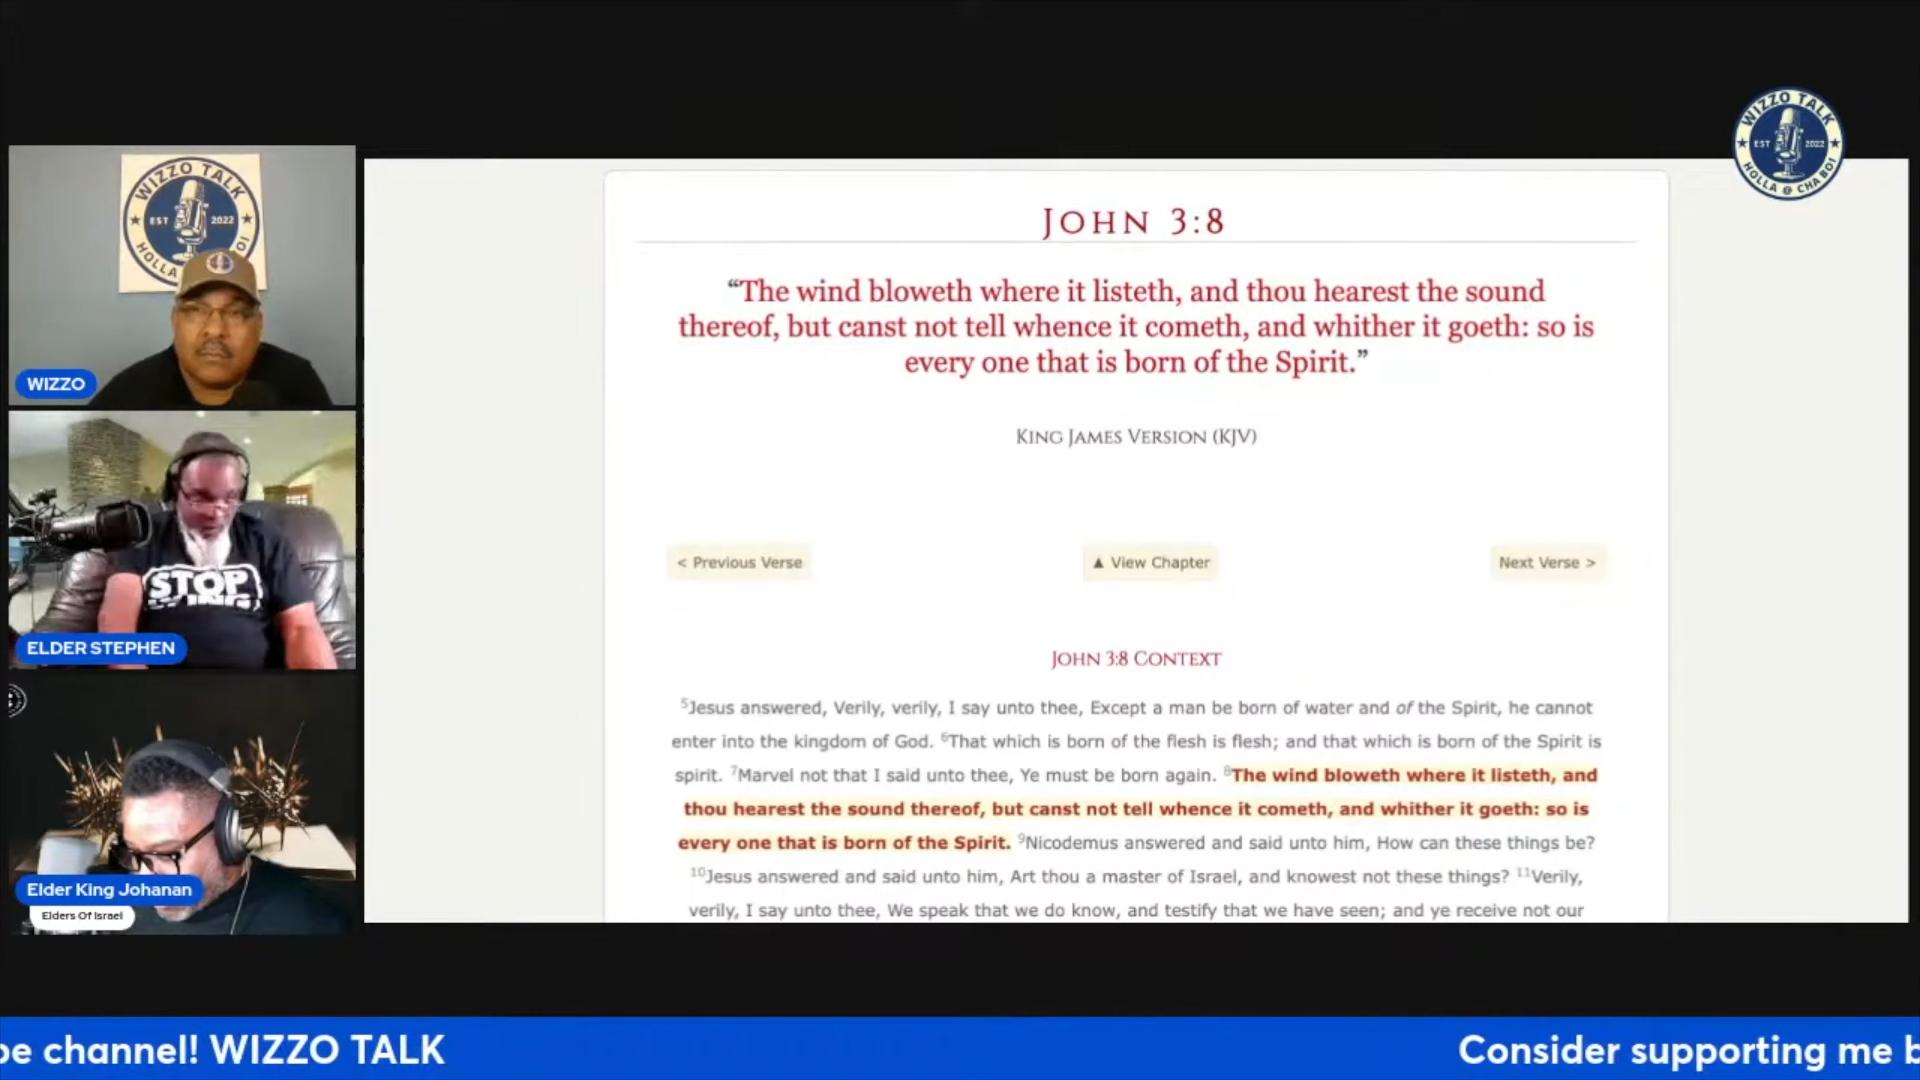 WIZZO TALK
EST 2022
HOLLA @ CHA BOI
WIZZO TALK
EST 2022
HOLLA
WIZZO
STOP
ELDER STEPHEN
Elder King Johanan
Elders Of Israel
JOHN 3:8
“The wind bloweth where it listeth, and thou hearest the sound
thereof, but canst not tell whence it cometh, and whither it goeth: so is
every one that is born of the Spirit.”
KING JAMES VERSION (KJV)
< Previous Verse
▲ View Chapter
Next Verse >
JOHN 3:8 CONTEXT
5Jesus answered, Verily, verily, I say unto thee, Except a man be born of water and of the Spirit, he cannot
enter into the kingdom of God. 6That which is born of the flesh is flesh; and that which is born of the Spirit is
spirit. 7Marvel not that I said unto thee, Ye must be born again. 8The wind bloweth where it listeth, and
thou hearest the sound thereof, but canst not tell whence it cometh, and whither it goeth: so is
every one that is born of the Spirit. 9Nicodemus answered and said unto him, How can these things be?
10Jesus answered and said unto him, Art thou a master of Israel, and knowest not these things? 11Verily,
verily, I say unto thee, We speak that we do know, and testify that we have seen; and ye receive not our
be channel! WIZZO TALK
Consider supporting me b